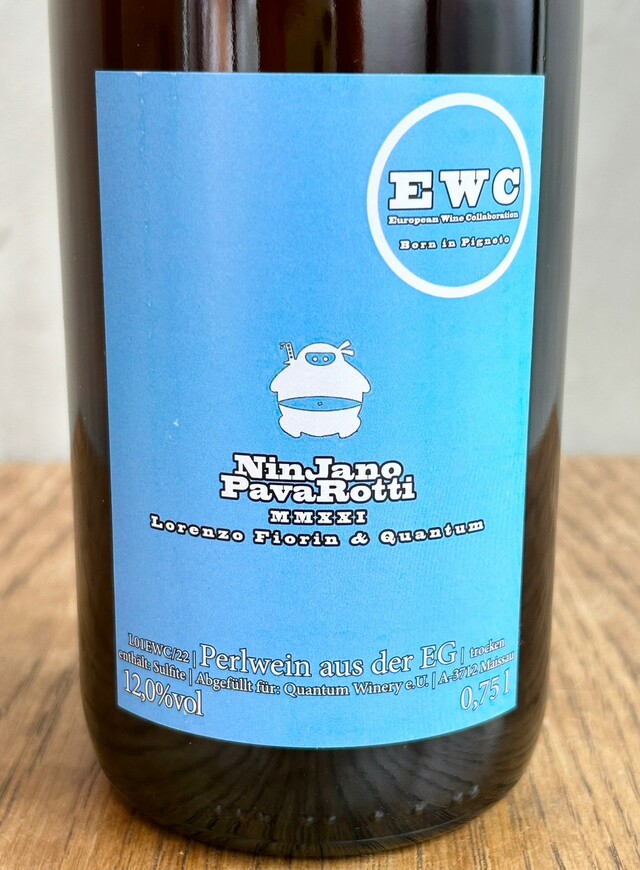 EWC
European Wine Collaboration
Born in Pigneto
NinJano
PavaRotti
MMXXI
Lorenzo Fiorin & Quantum
L01EWC/22 | Perlwein aus der EG | trocken
enthält: Sulfite | Abgefüllt für: Quantum Winery e.U. | A-3712 Maissau
12,0%vol 0,75 l